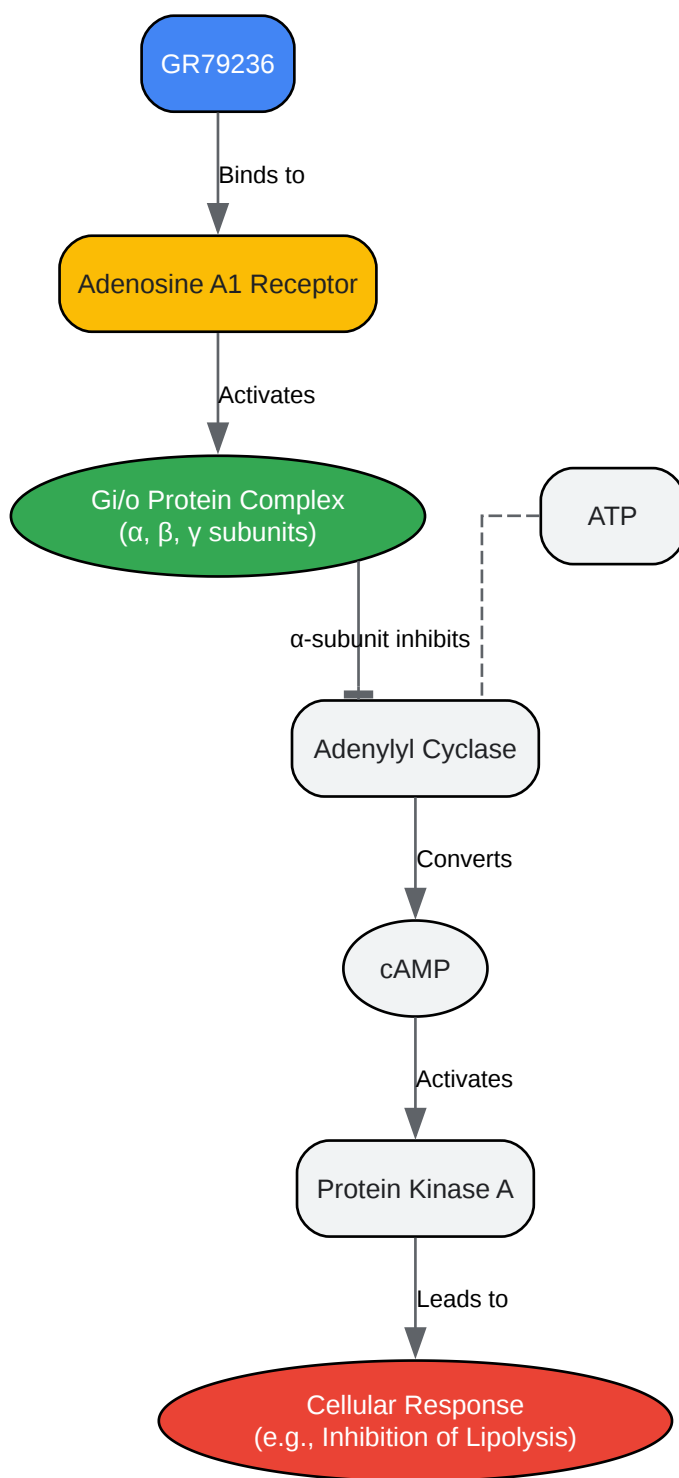 GR79236
Binds to
Adenosine A1 Receptor
Activates
Gi/o Protein Complex
(α, β, γ subunits)
ATP
α-subunit inhibits
Adenylyl Cyclase
Converts
cAMP
Activates
Protein Kinase A
Leads to
Cellular Response
(e.g., Inhibition of Lipolysis)